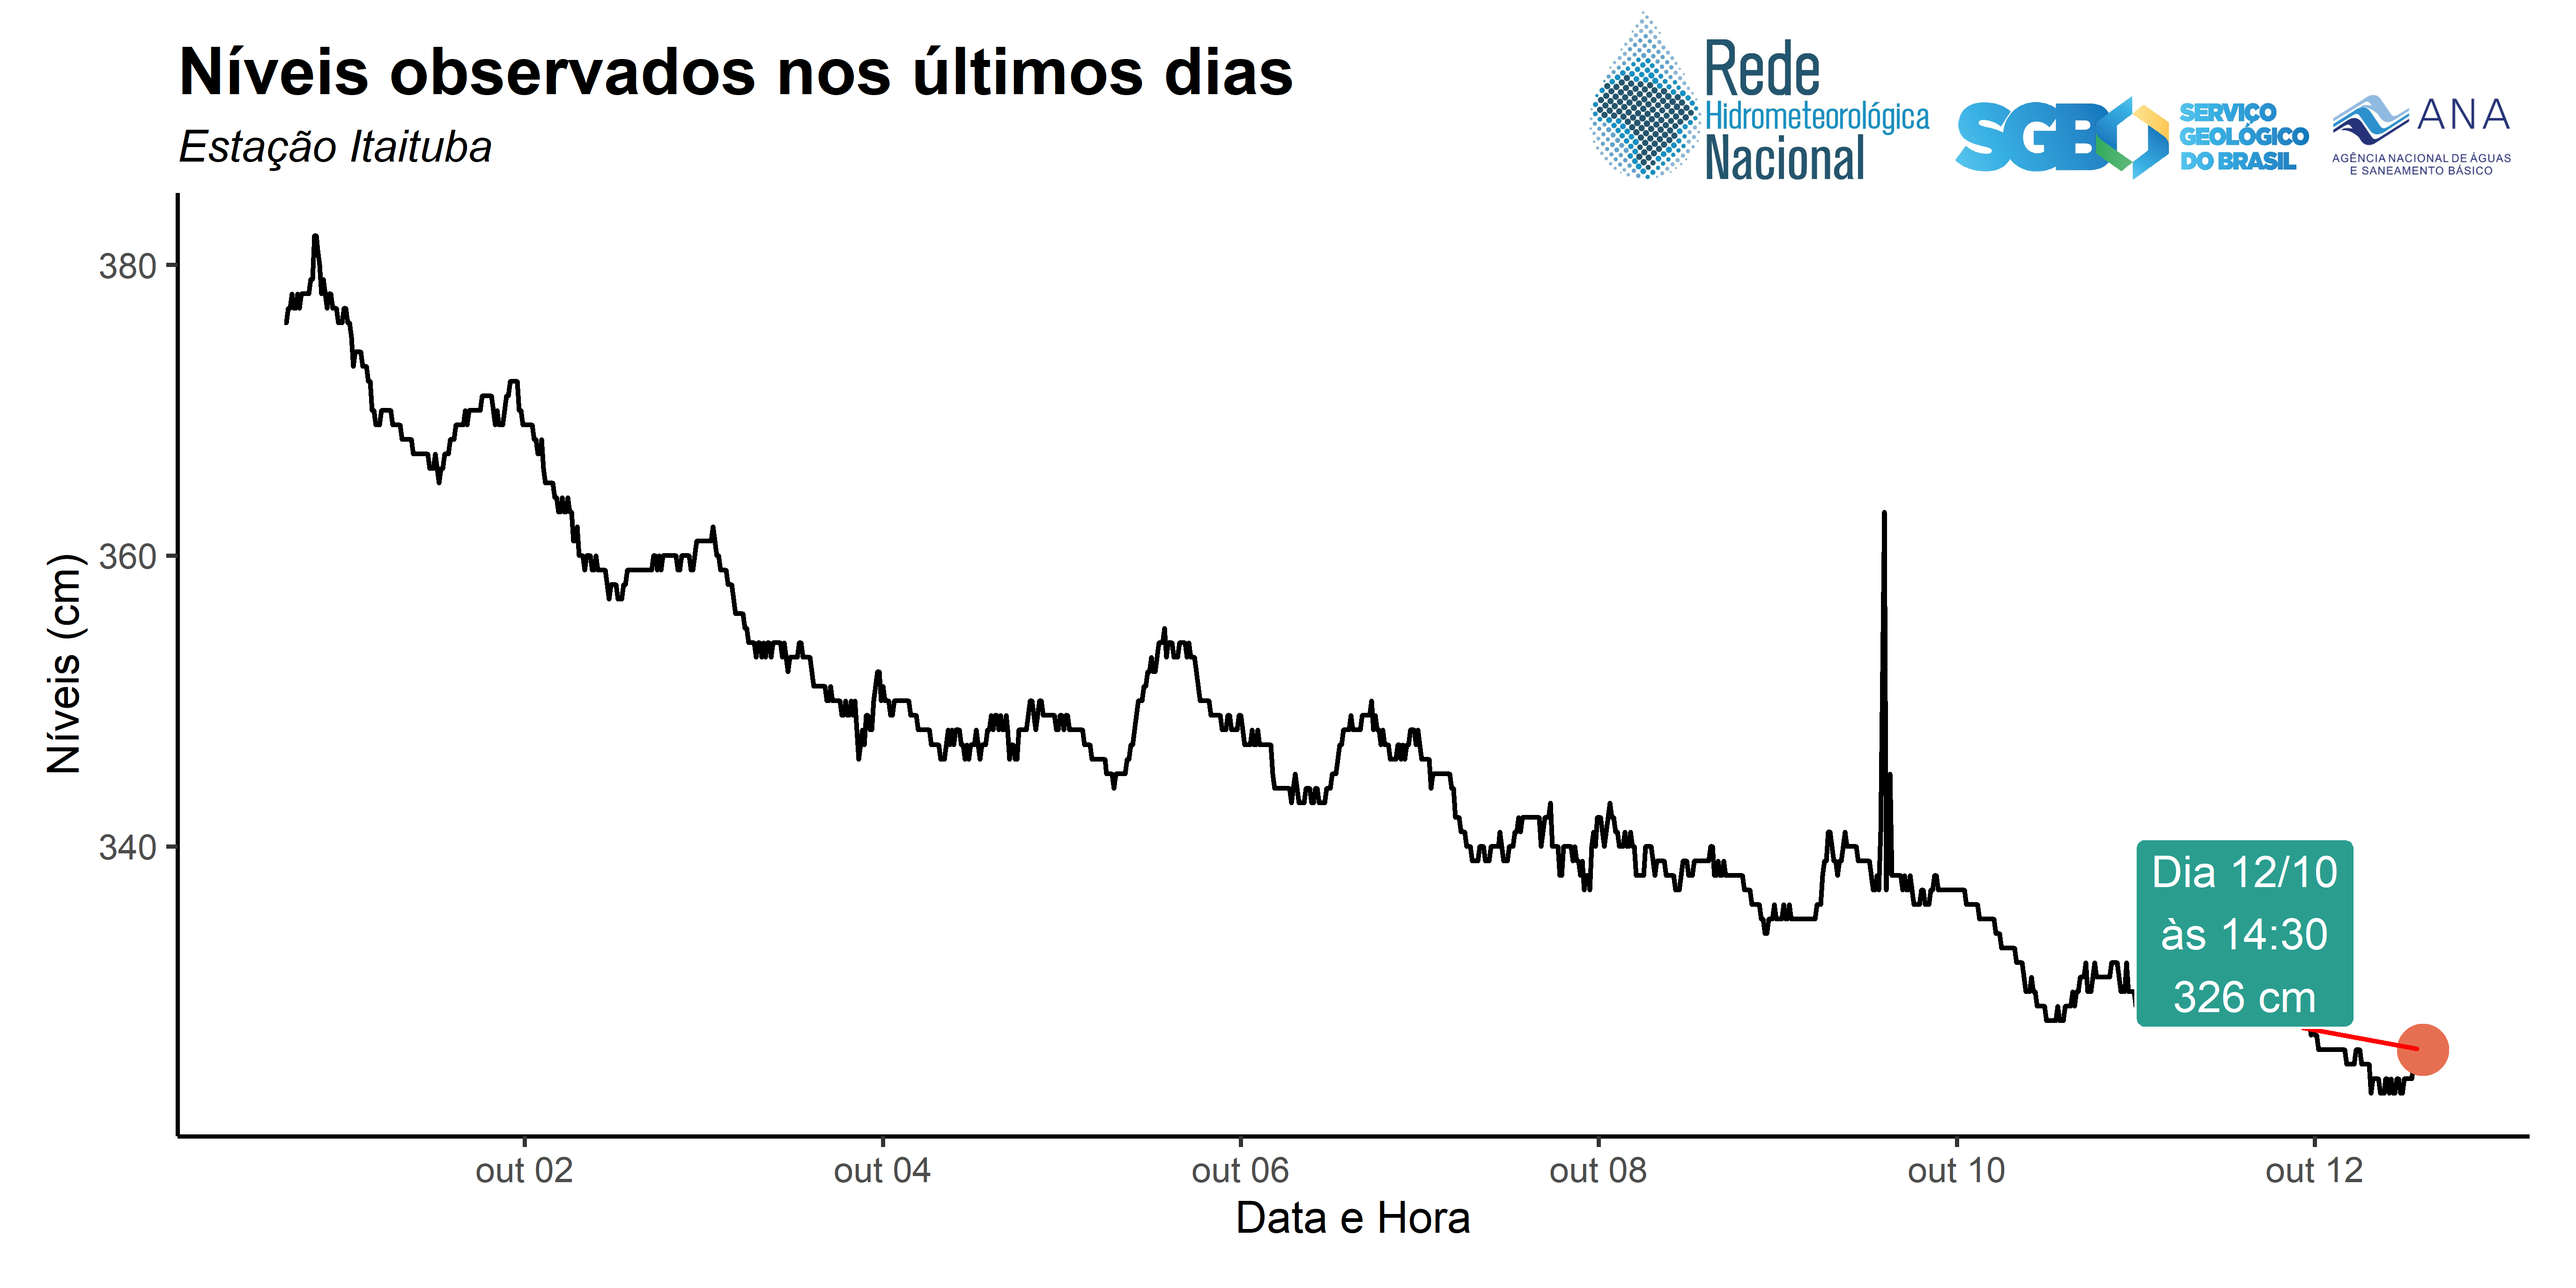 Níveis observados nos últimos dias
Estação Itaituba
Rede
Hidrometeorológica
Nacional
SGB
SERVIÇO
GEOLÓGICO
DO BRASIL
ANA
AGÊNCIA NACIONAL DE ÁGUAS
E SANEAMENTO BÁSICO
Níveis (cm)
380
360
340
Dia 12/10
às 14:30
326 cm
out 02
out 04
out 06
out 08
out 10
out 12
Data e Hora